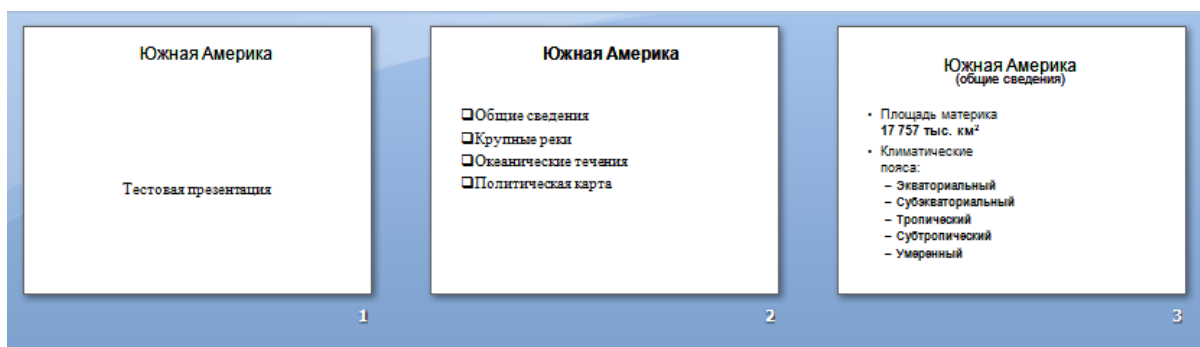 Южная Америка
Тестовая презентация
1
Южная Америка
❑Общие сведения
❑Крупные реки
❑Океанические течения
❑Политическая карта
2
Южная Америка
(общие сведения)
• Площадь материка
17 757 тыс. км²
• Климатические
пояса:
– Экваториальный
– Субэкваториальный
– Тропический
– Субтропический
– Умеренный
3